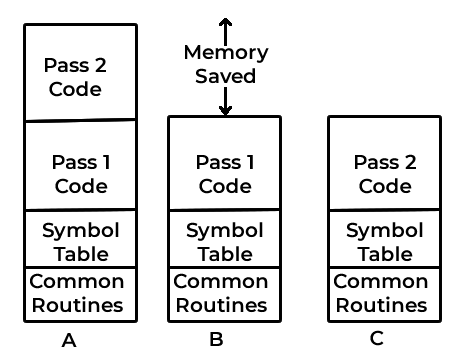 Pass 2
Code
Pass 1
Code
Symbol
Table
Common
Routines
A
Memory
Saved
Pass 1
Code
Symbol
Table
Common
Routines
B
Pass 2
Code
Symbol
Table
Common
Routines
C